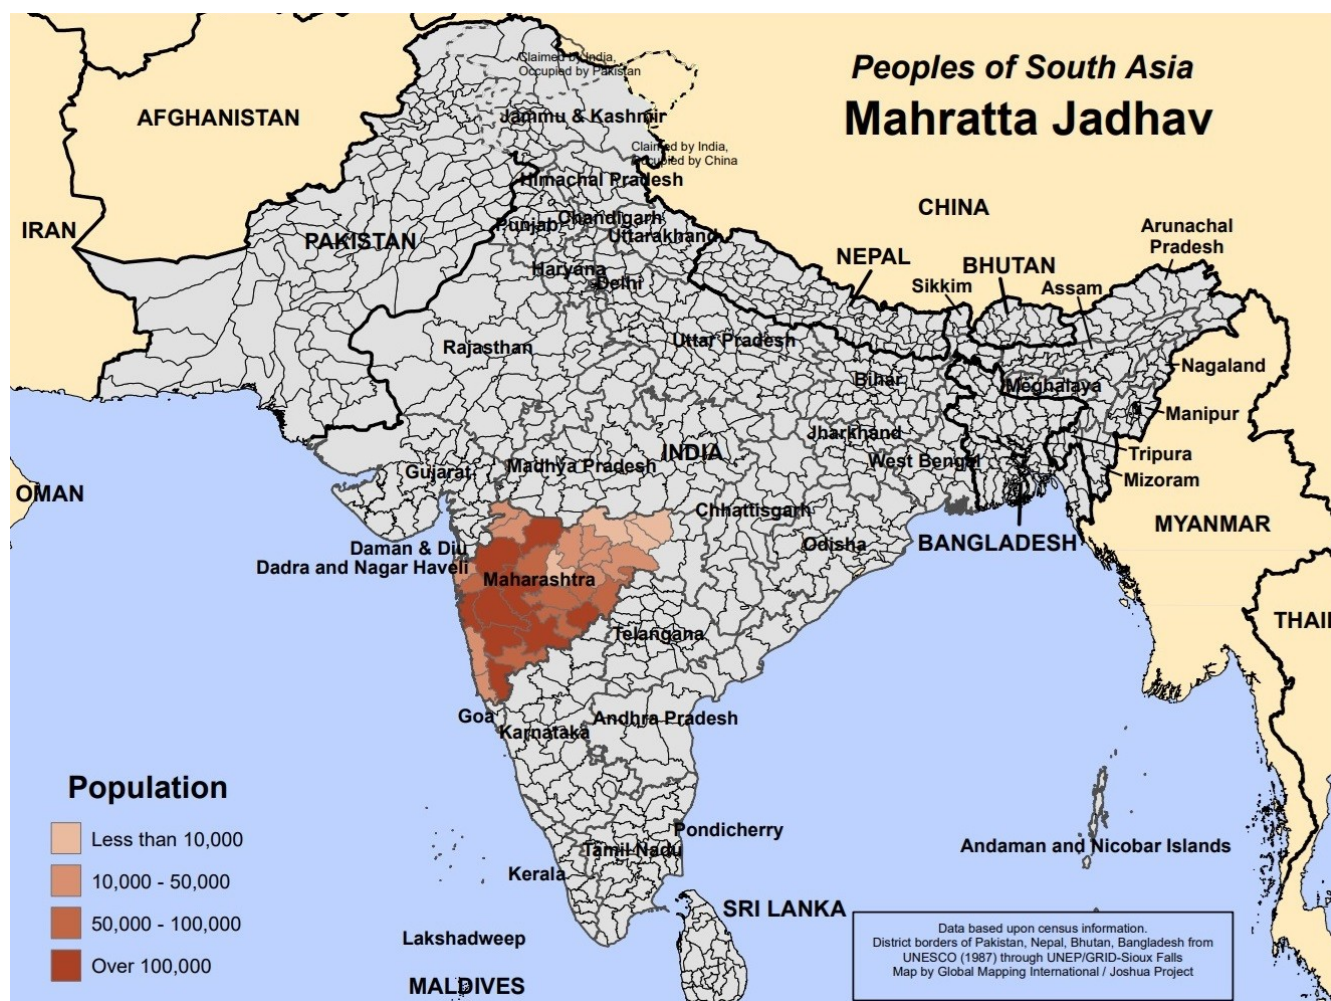 Peoples of South Asia
Mahratta Jadhav
Claimed by India,
Occupied by Pakistan
AFGHANISTAN
Jammu & Kashmir
Claimed by India,
Occupied by China
Himachal Pradesh
CHINA
IRAN
PAKISTAN
Punjab
Chandigarh
Uttarakhand
Arunachal
Pradesh
NEPAL
BHUTAN
Haryana
Delhi
Sikkim
Assam
Rajasthan
Uttar Pradesh
Nagaland
Bihar
Meghalaya
Manipur
Jharkhand
INDIA
West Bengal
Tripura
Gujarat
Madhya Pradesh
Mizoram
OMAN
Chhattisgarh
MYANMAR
Daman & Diu
Odisha
BANGLADESH
Dadra and Nagar Haveli
Maharashtra
THAI
Telangana
Goa
Andhra Pradesh
Karnataka
Population
Less than 10,000
10,000 - 50,000
50,000 - 100,000
Over 100,000
Pondicherry
Tamil Nadu
Andaman and Nicobar Islands
Kerala
SRI LANKA
Lakshadweep
MALDIVES
Data based upon census information.
District borders of Pakistan, Nepal, Bhutan, Bangladesh from
UNESCO (1987) through UNEP/GRID-Sioux Falls
Map by Global Mapping International / Joshua Project